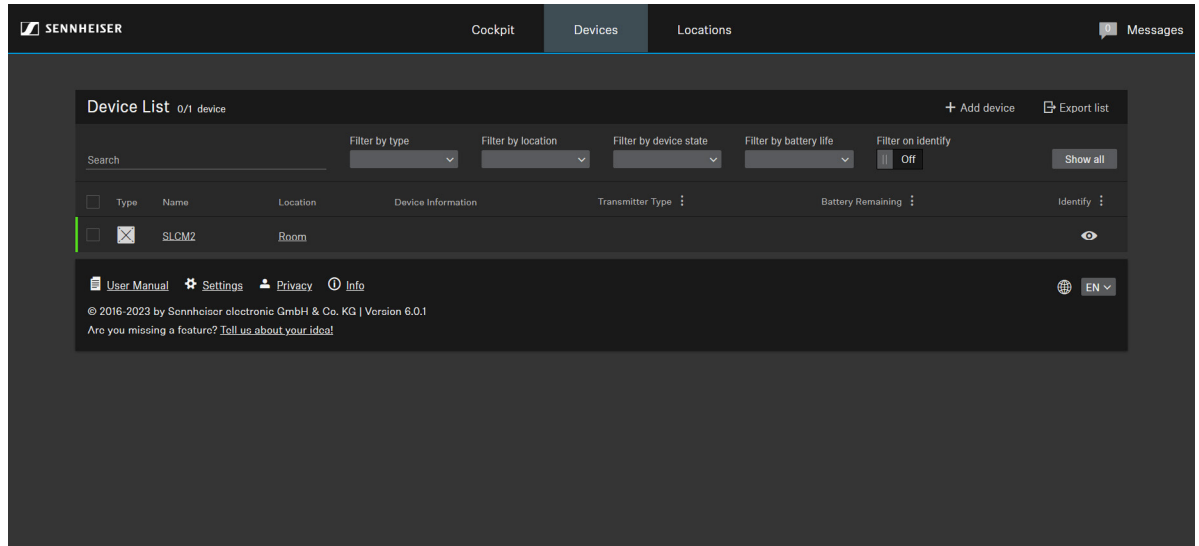 SENNHEISER
Cockpit
Devices
Locations
0
Messages
Device List 0/1 device
+ Add device
Export list
Search
Filter by type
Filter by location
Filter by device state
Filter by battery life
Filter on identify
Off
Show all
Type Name Location Device Information Transmitter Type Battery Remaining Identify
SLCM2 Room
User Manual Settings Privacy Info
EN
© 2016-2023 by Sennheiser electronic GmbH & Co. KG | Version 6.0.1
Are you missing a feature? Tell us about your idea!